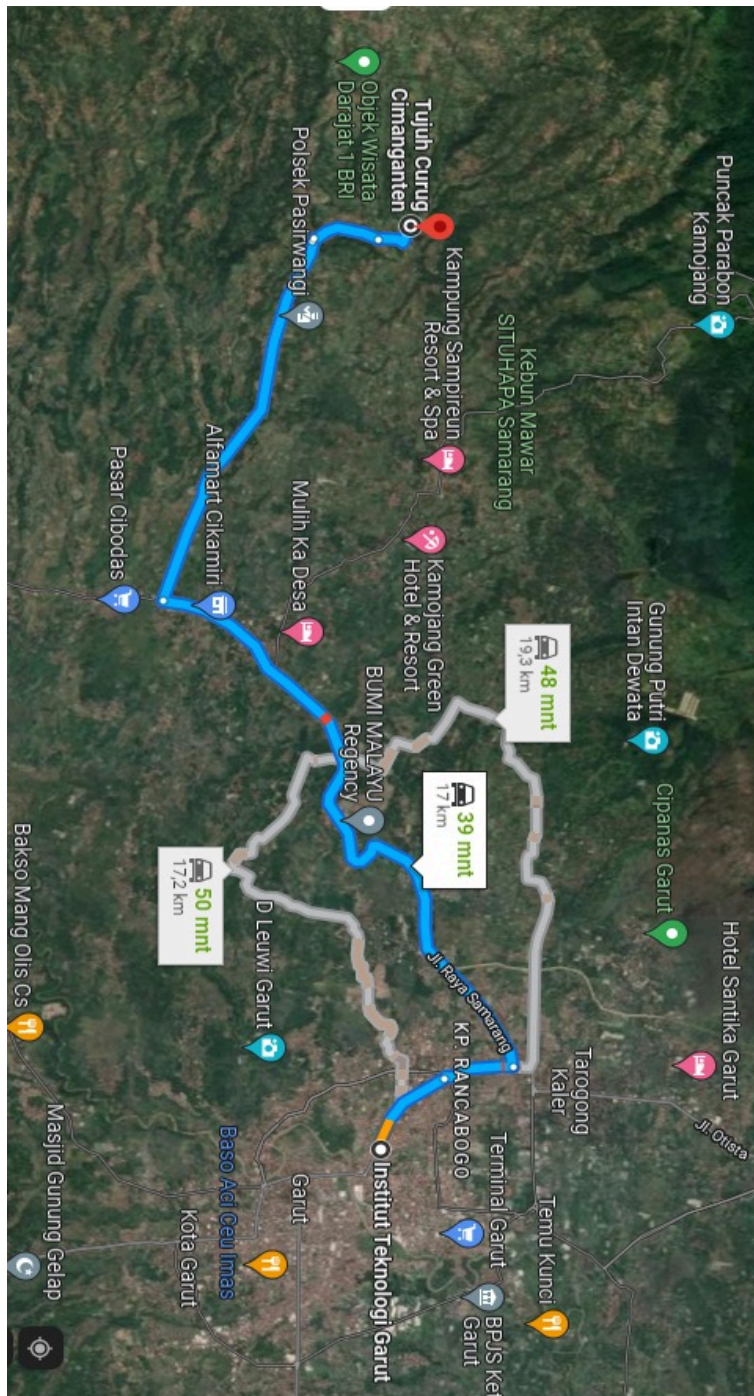 Puncak Parabon
Kamojang
Tujuh Curug
Cimanganten
Objek Wisata
Darajat 1 BRI
Polsek Pasirwangi
Kampung Sampireun
Resort & Spa
Kebun Mawar
SITUHAPA Samarang
Kamojang Green
Hotel & Resort
Mulih Ka Desa
Alfamart Cikamiri
Pasar Cibodas
Gunung Putri
Intan Dewata
48 mnt
19,3 km
BUMI MALAYU
Regency
39 mnt
17 km
50 mnt
17,2 km
Cipanas Garut
Hotel Santika Garut
D Leuwi Garut
Bakso Mang Olis Cs
Jl. Raya Samarang
Tarogong
Kaler
Jl. Otista
KP. RANCABOGO
Institut Teknologi Garut
Terminal Garut
Temu Kunci
BPJS Ket
Garut
Baso Aci Ceu Imas
Garut
Kota Garut
Masjid Gunung Gelap